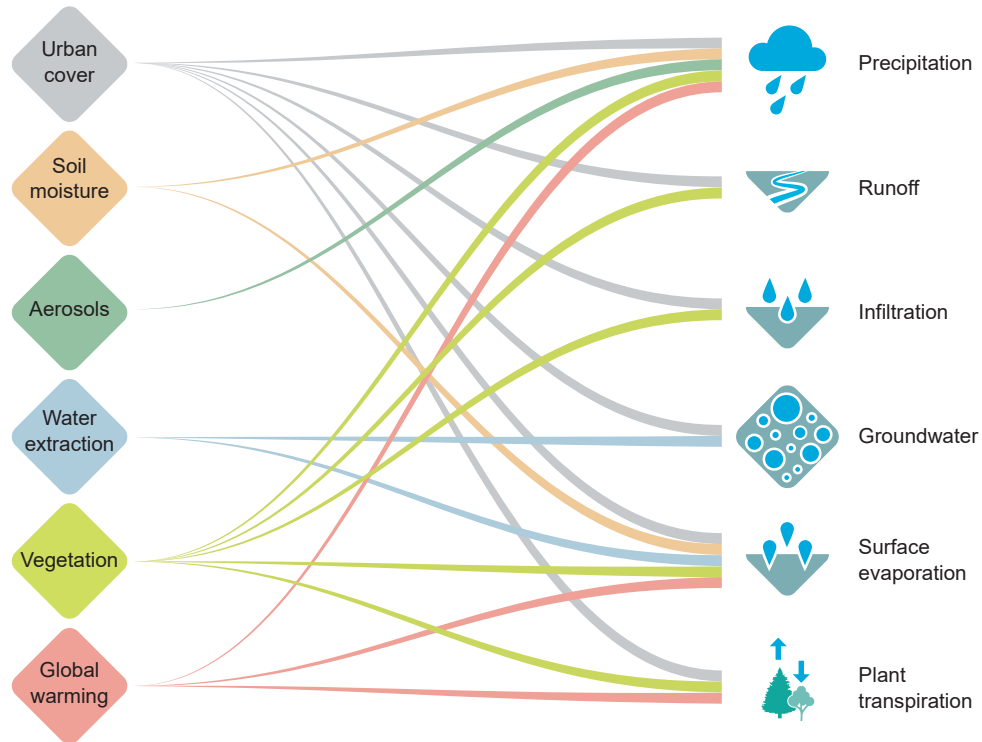 Urban
cover
Soil
moisture
Aerosols
Water
extraction
Vegetation
Global
warming
Precipitation
Runoff
Infiltration
Groundwater
Surface
evaporation
Plant
transpiration